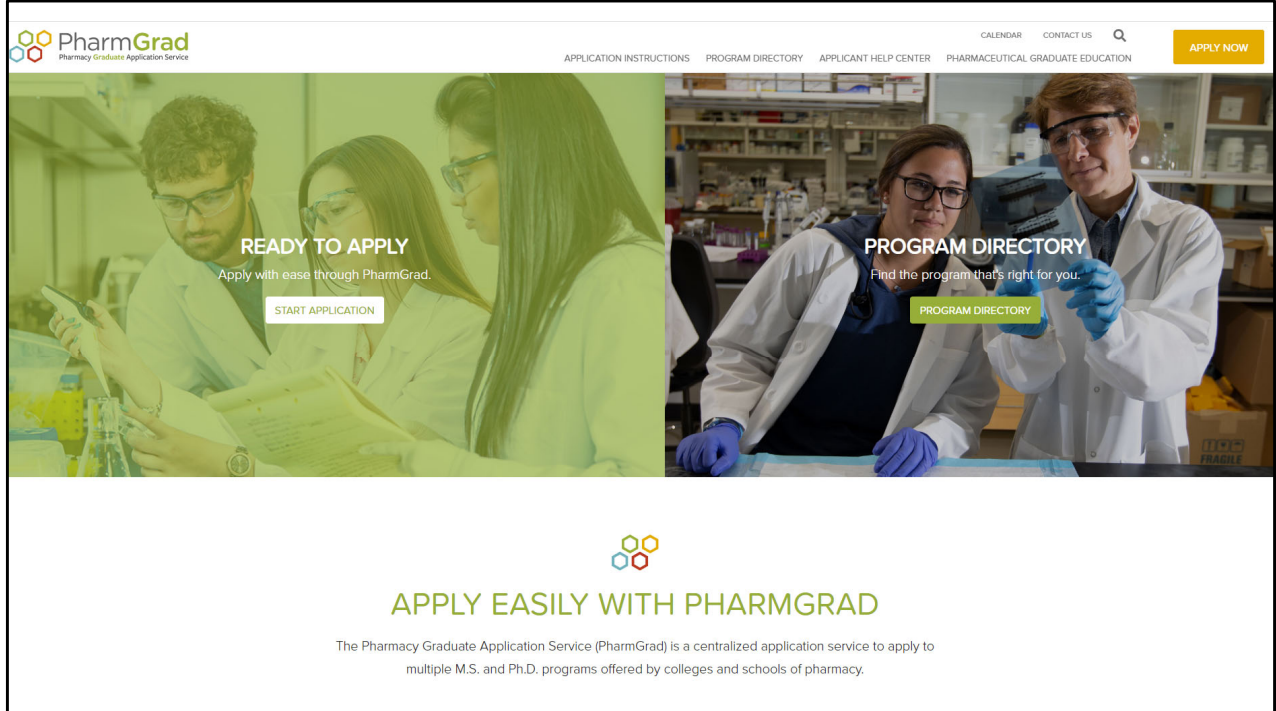 PharmGrad
Pharmacy Graduate Application Service
CALENDAR CONTACT US
APPLICATION INSTRUCTIONS PROGRAM DIRECTORY APPLICANT HELP CENTER PHARMACEUTICAL GRADUATE EDUCATION
APPLY NOW
READY TO APPLY
Apply with ease through PharmGrad.
START APPLICATION
PROGRAM DIRECTORY
Find the program that's right for you.
PROGRAM DIRECTORY
FRAGILE
APPLY EASILY WITH PHARMGRAD
The Pharmacy Graduate Application Service (PharmGrad) is a centralized application service to apply to
multiple M.S. and Ph.D. programs offered by colleges and schools of pharmacy.